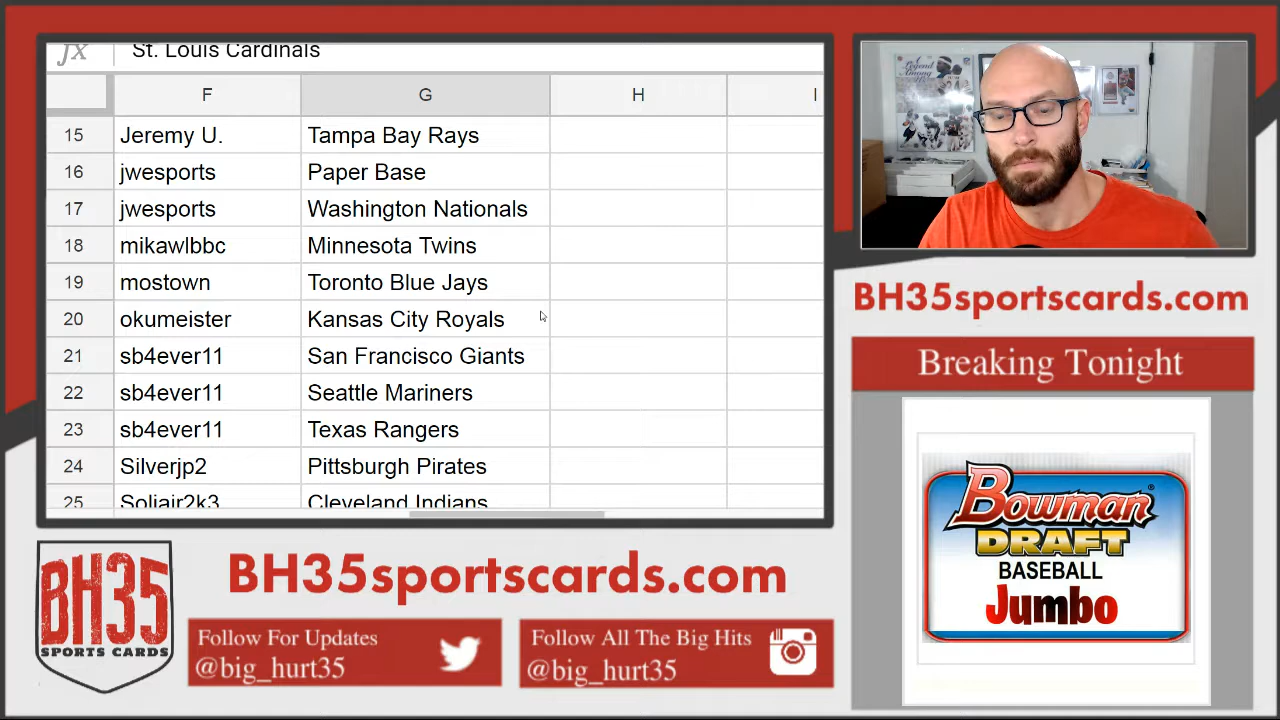 fx St. Louis Cardinals
F G H I
15 Jeremy U. Tampa Bay Rays
16 jwesports Paper Base
17 jwesports Washington Nationals
18 mikawlbbc Minnesota Twins
19 mostown Toronto Blue Jays
20 okumeister Kansas City Royals
21 sb4ever11 San Francisco Giants
22 sb4ever11 Seattle Mariners
23 sb4ever11 Texas Rangers
24 Silverjp2 Pittsburgh Pirates
25 Soljair2k3 Cleveland Indians
A Legend Among
BH35sportscards.com
Breaking Tonight
Bowman®
DRAFT
BASEBALL
Jumbo
BH35
SPORTS CARDS
BH35sportscards.com
Follow For Updates
@big_hurt35
Follow All The Big Hits
@big_hurt35